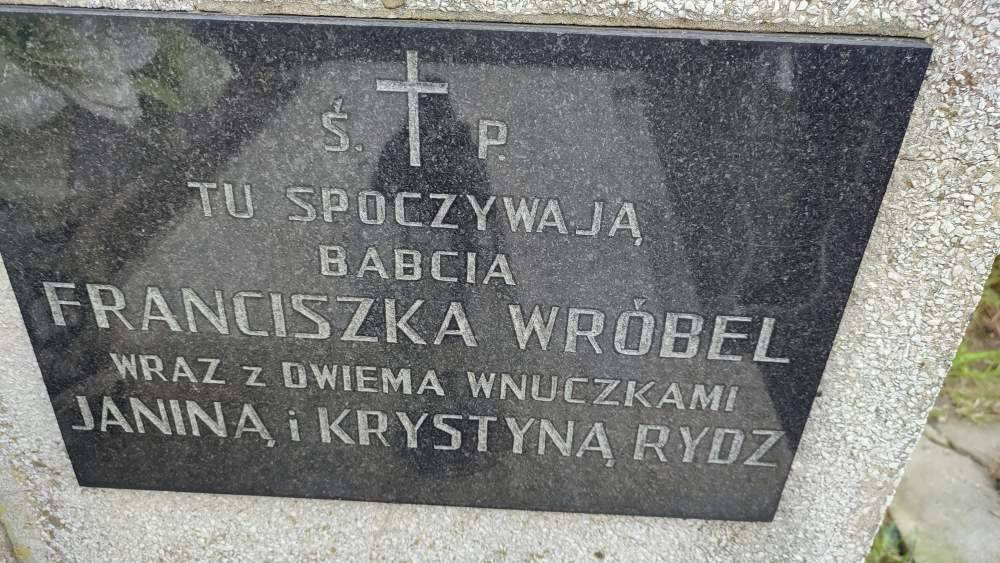 Ś. P.
TU SPOCZYWAJĄ
BABCIA
FRANCISZKA WRÓBEL
WRAZ z DWIEMA WNUCZKAMI
JANINĄ i KRYSTYNĄ RYDZ